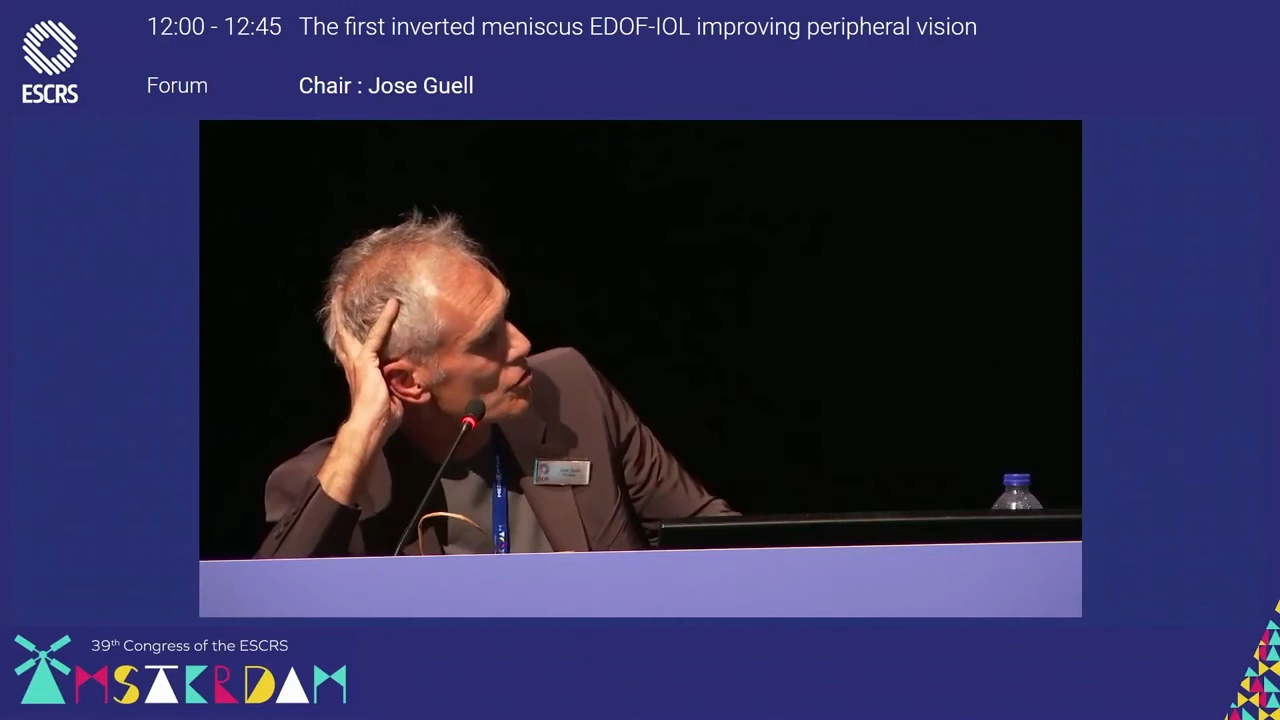 12:00 - 12:45 The first inverted meniscus EDOF-IOL improving peripheral vision
ESCRS
Forum
Chair : Jose Guell
39th Congress of the ESCRS
AMSTERDAM